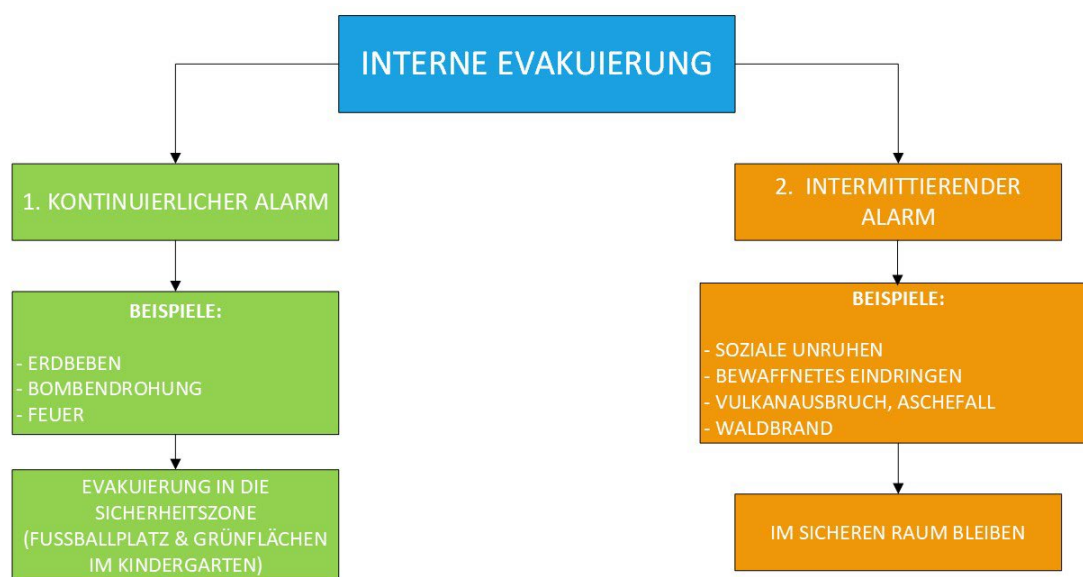 INTERNE EVAKUIERUNG
1. KONTINUIERLICHER ALARM
BEISPIELE:
- ERDBEBEN
- BOMBENDROHUNG
- FEUER
EVAKUIERUNG IN DIE
SICHERHEITSZONE
(FUSSBALLPLATZ & GRÜNFLÄCHEN
IM KINDERGARTEN)
2. INTERMITTIERENDER
ALARM
BEISPIELE:
- SOZIALE UNRUHEN
- BEWAFFNETES EINDRINGEN
- VULKANAUSBRUCH, ASCHEFALL
- WALDBRAND
IM SICHEREN RAUM BLEIBEN